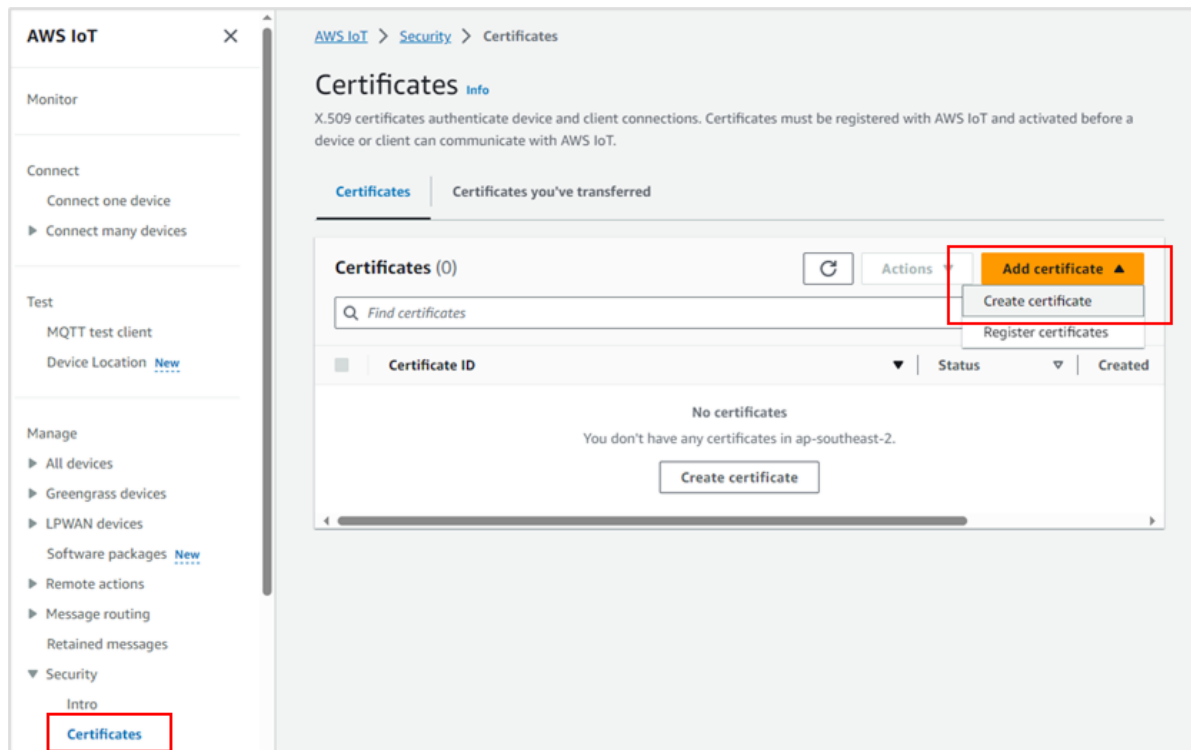 AWS IoT
Monitor
Connect
Connect one device
Connect many devices
Test
MQTT test client
Device Location New
Manage
All devices
Greengrass devices
LPWAN devices
Software packages New
Remote actions
Message routing
Retained messages
Security
Intro
Certificates
AWS IoT > Security > Certificates
Certificates Info
X.509 certificates authenticate device and client connections. Certificates must be registered with AWS IoT and activated before a
device or client can communicate with AWS IoT.
Certificates Certificates you've transferred
Certificates (0) Actions Add certificate
Create certificate
Find certificates
Register certificates
Certificate ID Status Created
No certificates
You don't have any certificates in ap-southeast-2.
Create certificate